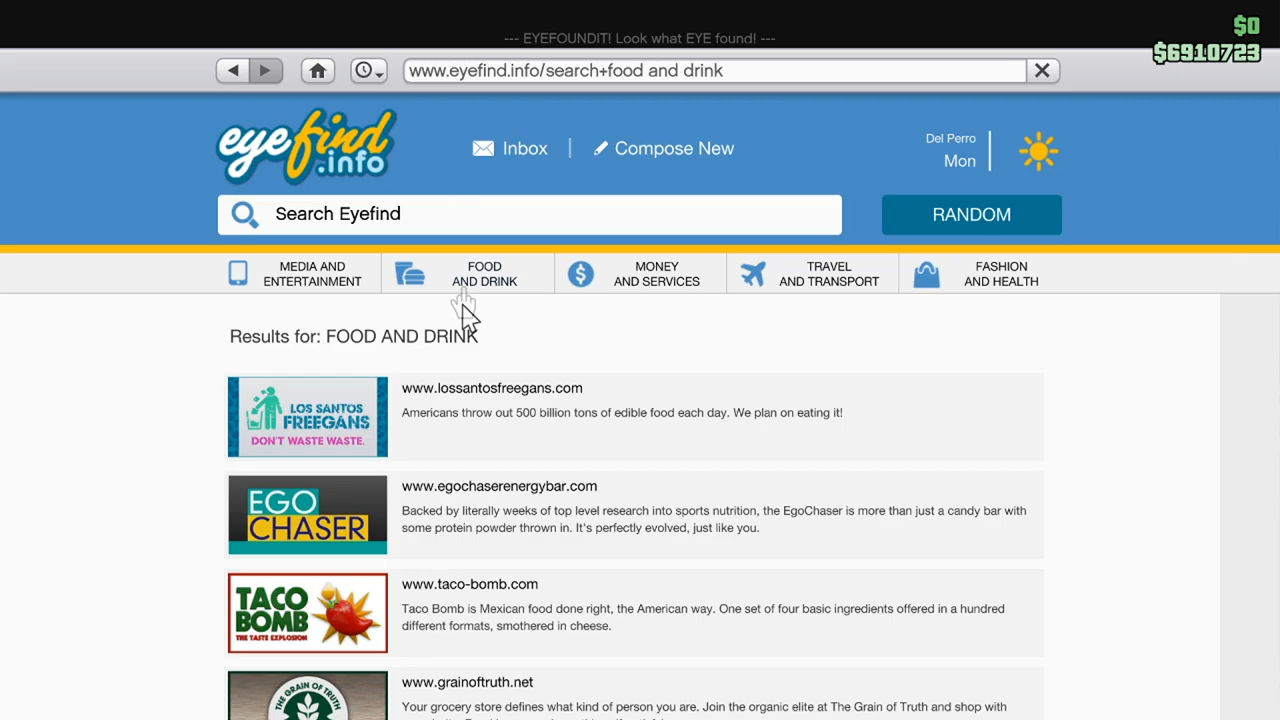 $0
--- EYEFOUNDIT! Look what EYE found! ---
$6910723
www.eyefind.info/search+food and drink
eyefind
.info
Inbox
Compose New
Del Perro
Mon
Search Eyefind
RANDOM
MEDIA AND
ENTERTAINMENT
FOOD
AND DRINK
MONEY
AND SERVICES
TRAVEL
AND TRANSPORT
FASHION
AND HEALTH
Results for: FOOD AND DRINK
LOS SANTOS
FREEGANS
DON'T WASTE WASTE.
www.lossantosfreegans.com
Americans throw out 500 billion tons of edible food each day. We plan on eating it!
EGO
CHASER
www.egochaserenergybar.com
Backed by literally weeks of top level research into sports nutrition, the EgoChaser is more than just a candy bar with
some protein powder thrown in. It's perfectly evolved, just like you.
TACO
BOMB
THE TASTE EXPLOSION
www.taco-bomb.com
Taco Bomb is Mexican food done right, the American way. One set of four basic ingredients offered in a hundred
different formats, smothered in cheese.
THE GRAIN OF TRUTH
www.grainoftruth.net
Your grocery store defines what kind of person you are. Join the organic elite at The Grain of Truth and shop with